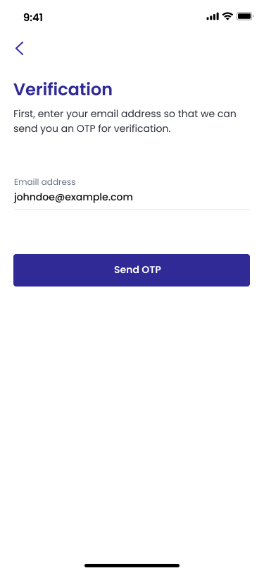 9:41
Verification
First, enter your email address so that we can
send you an OTP for verification.
Emaill address
johndoe@example.com
Send OTP